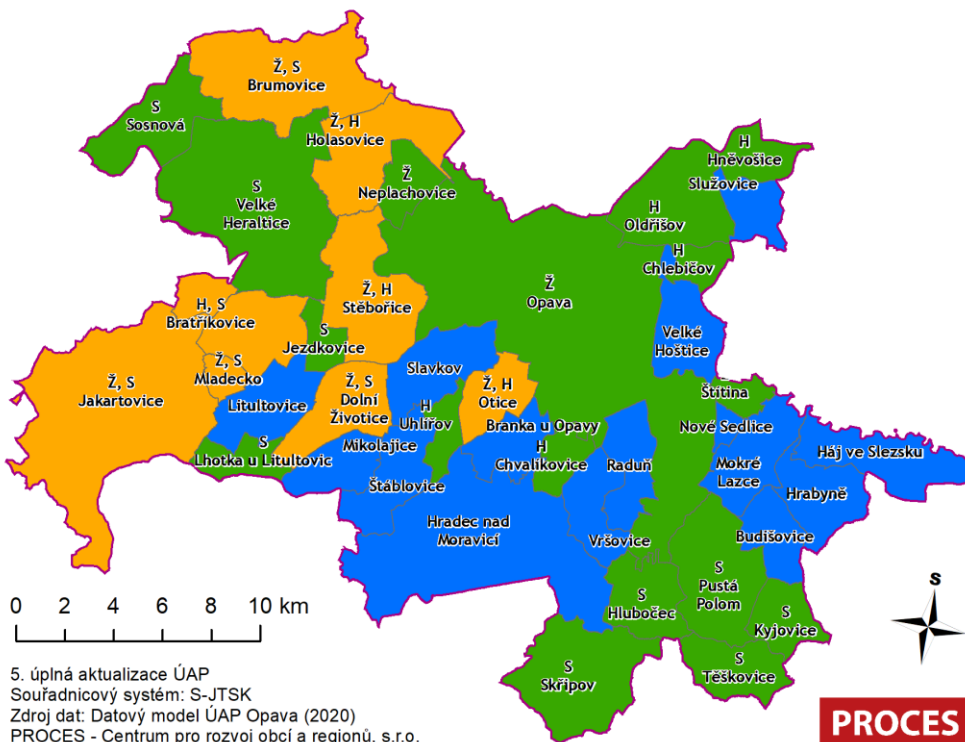 Ž, S
Brumovice
S
Sosnová
Ž, H
Holasovice
H
Hněvošice
Služovice
Ž
Neplachovice
S
Velké
Heraltice
H
Oldřišov
H
Chlebičov
Ž
Opava
Ž, H
Stěbořice
H, S
Bratříkovice
S
Jezdkovice
Velké
Hoštice
Slavkov
Ž, S
Mladecko
Ž, S
Jakartovice
Ž, S
Dolní
Životice
Ž, H
Otice
Štítina
Litultovice
H
Uhlířov
Branka u Opavy
Nové Sedlice
S
Lhotka u Litultovic
Mikolajice
H
Chvalíkovice
Raduň
Mokré
Lazce
Háj ve Slezsku
Štáblovice
Hrabyně
Hradec nad
Moravicí
Vršovice
Budišovice
S
Pustá
Polom
S
Hlubočec
S
Kyjovice
S
Těškovice
S
Skřipov
S
0 2 4 6 8 10 km
5. úplná aktualizace ÚAP
Souřadnicový systém: S-JTSK
Zdroj dat: Datový model ÚAP Opava (2020)
PROCES - Centrum pro rozvoj obcí a regionů, s.r.o.
PROCES